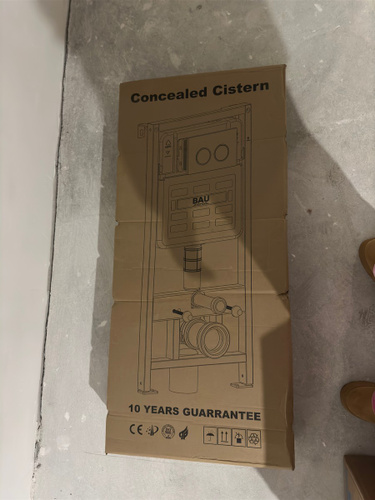 Concealed Cistern
BAU
10 YEARS GUARRANTEE
CE